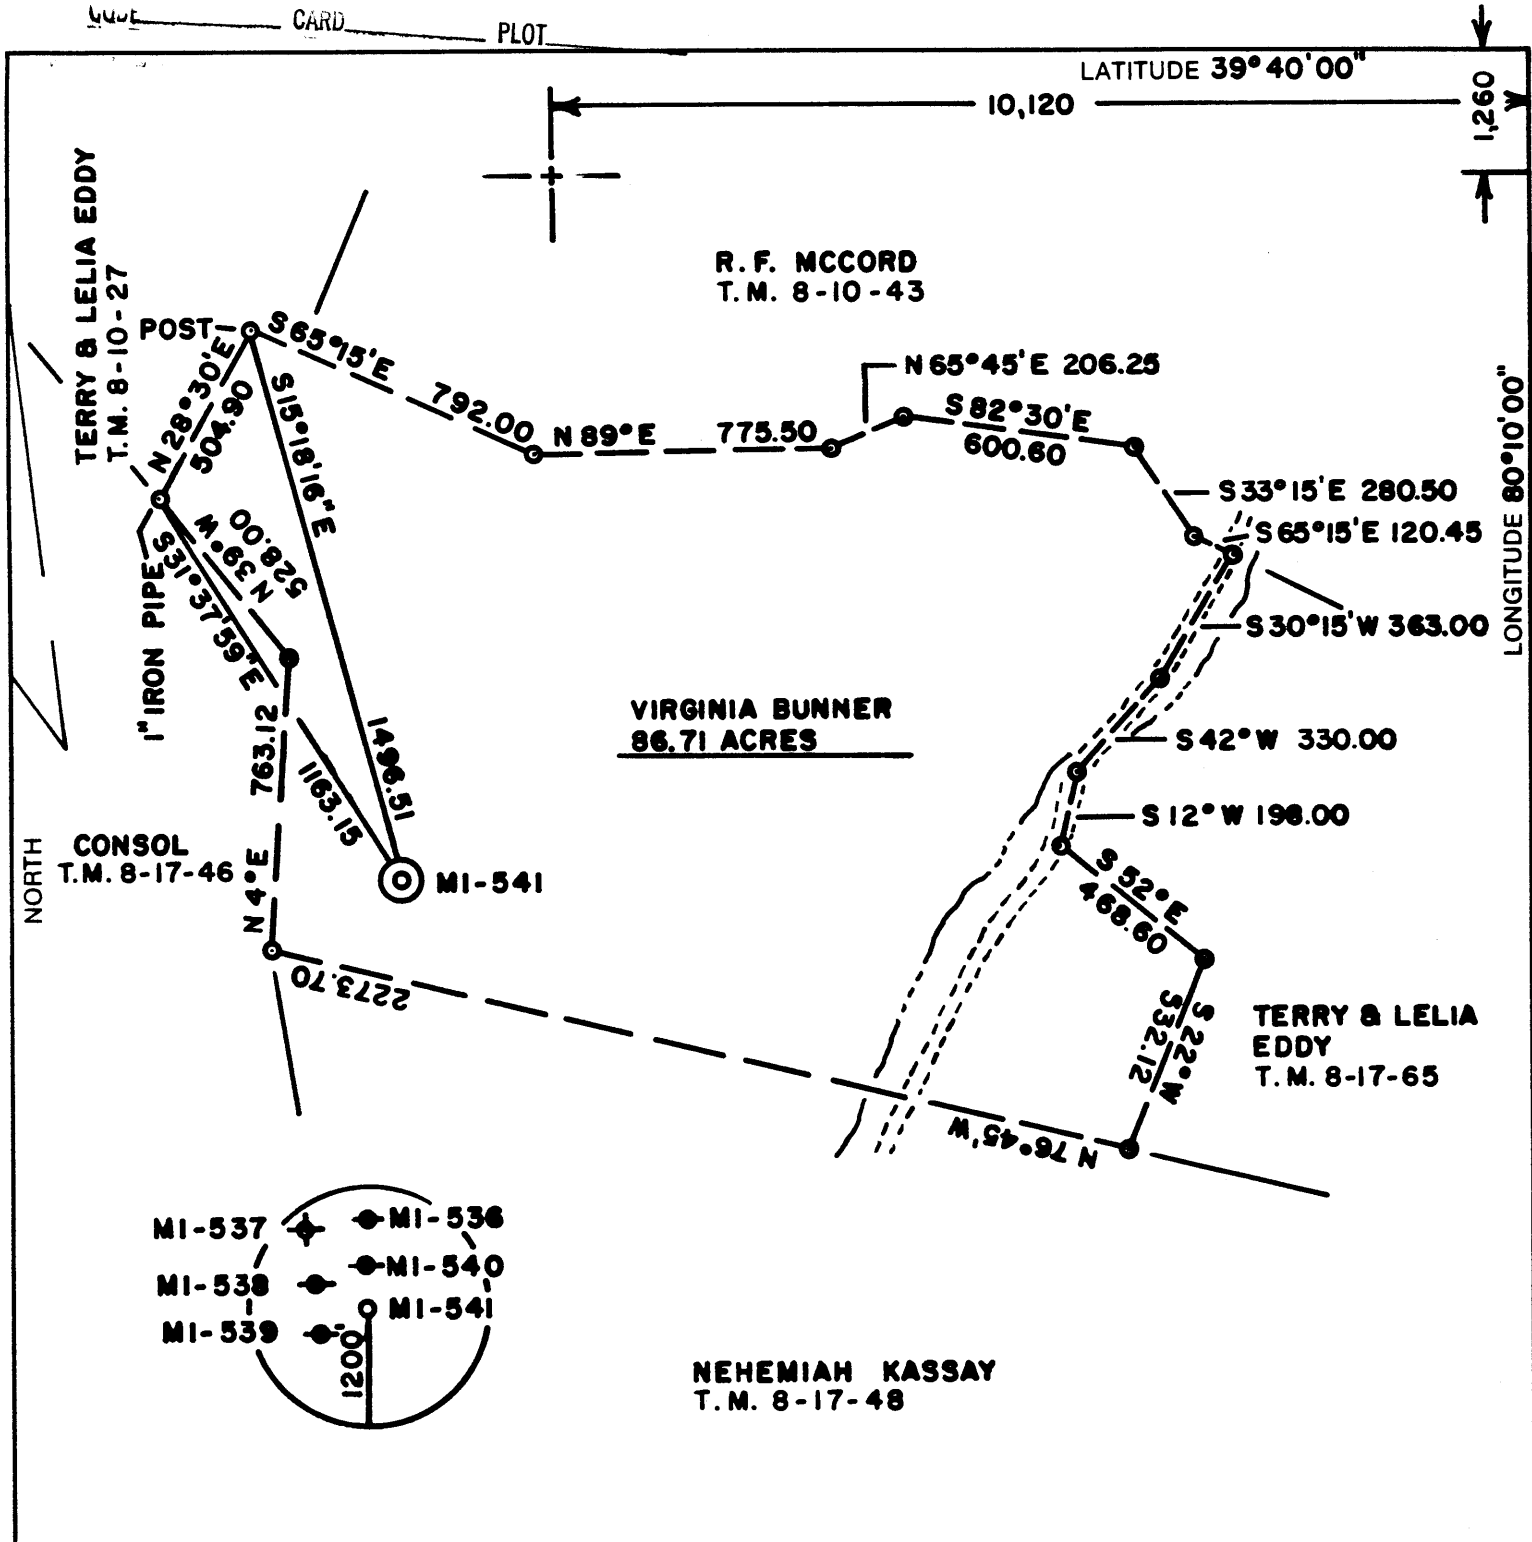 CARD
PLOT
LATITUDE 39°40'00"
10,120
1,260
TERRY & LELIA EDDY
T.M. 8-10-27
R.F. MCCORD
T.M. 8-10-43
POST
S 65°15'E
792.00
N 28°30'E
504.90
S15°18'16"E
1496.51
N 89°E
775.50
N 65°45'E 206.25
S 82°30'E
600.60
S 33°15'E 280.50
S 65°15'E 120.45
LONGITUDE 80°10'00"
N 39°W
528.00
S 31°37'59"E
1163.15
1" IRON PIPE
S 30°15'W 363.00
VIRGINIA BUNNER
86.71 ACRES
S 42°W 330.00
763.12
N 4°E
S 12°W 198.00
NORTH
CONSOL
T.M. 8-17-46
MI-541
S 52°E
468.60
2273.70
N 76°45'W
S 22°W
532.12
TERRY & LELIA
EDDY
T.M. 8-17-65
MI-537
MI-536
MI-538
MI-540
MI-541
MI-539
1200
NEHEMIAH KASSAY
T.M. 8-17-48